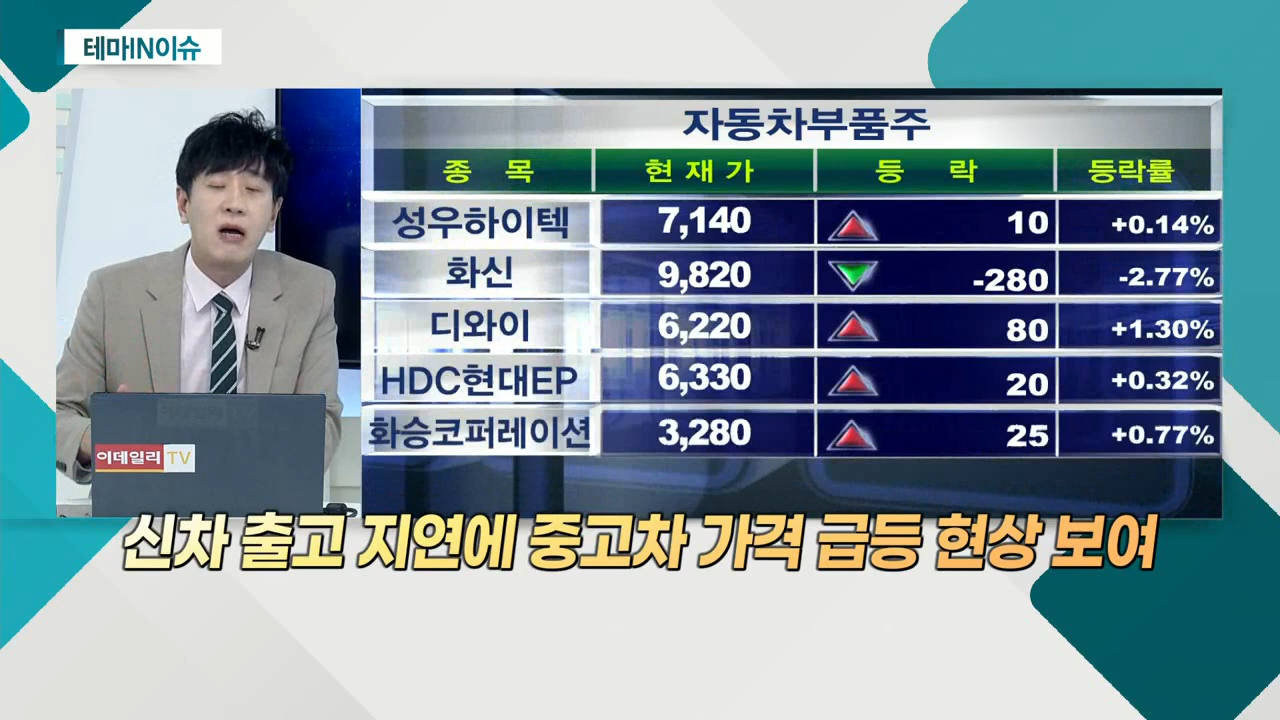 테마IN이슈
자동차부품주
종 목 현재가 등 락 등락률
성우하이텍 7,140 ▲ 10 +0.14%
화신 9,820 ▼ -280 -2.77%
디와이 6,220 ▲ 80 +1.30%
HDC현대EP 6,330 ▲ 20 +0.32%
화승코퍼레이션 3,280 ▲ 25 +0.77%
이데일리TV
신차 출고 지연에 중고차 가격 급등 현상 보여